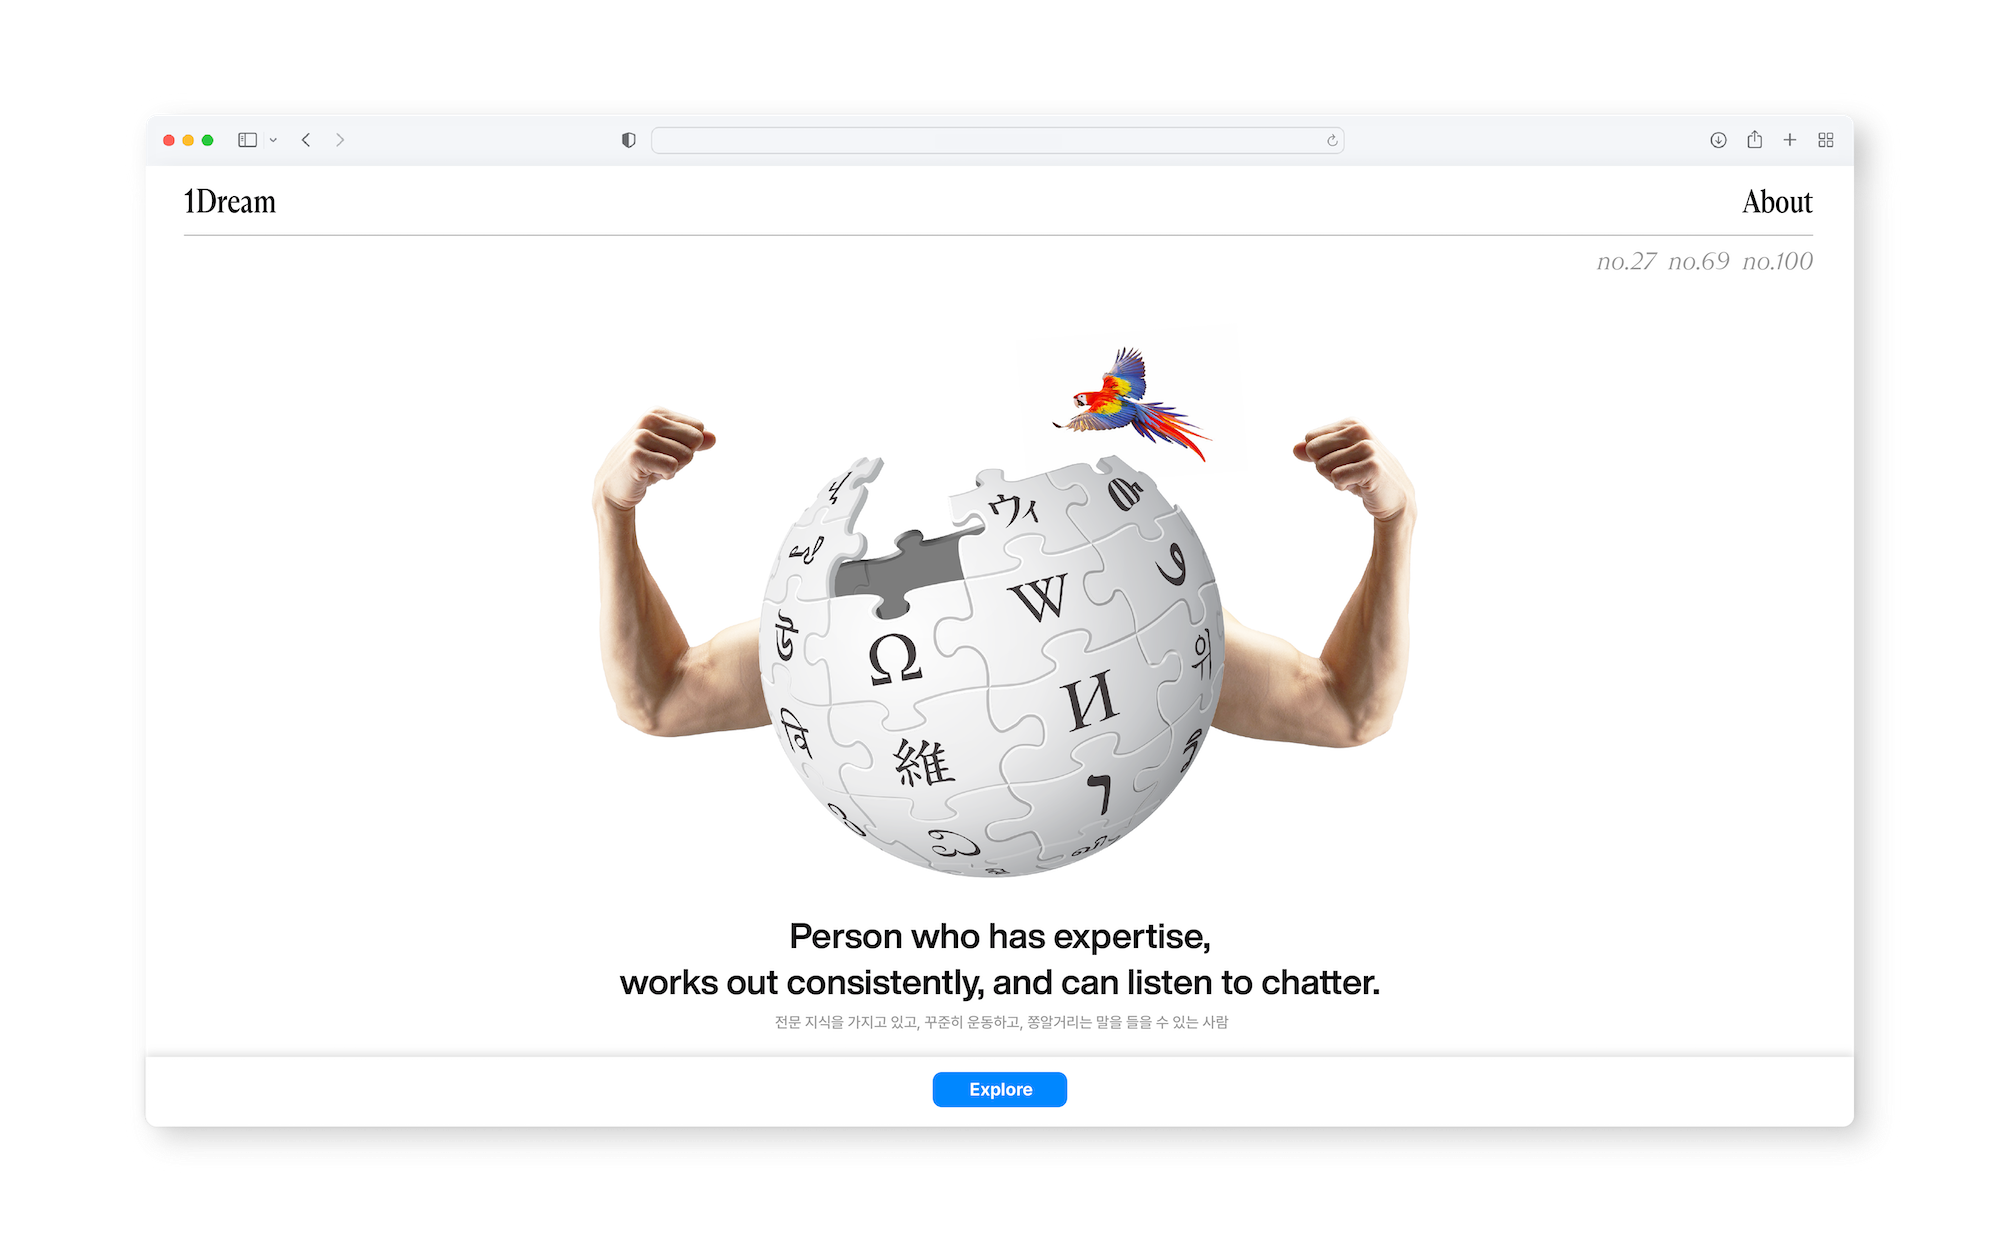 1Dream
About
no.27 no.69 no.100
ウィ
W
Ω
И
위
維
वि
ו
Person who has expertise,
works out consistently, and can listen to chatter.
전문 지식을 가지고 있고, 꾸준히 운동하고, 쫑알거리는 말을 들을 수 있는 사람
Explore